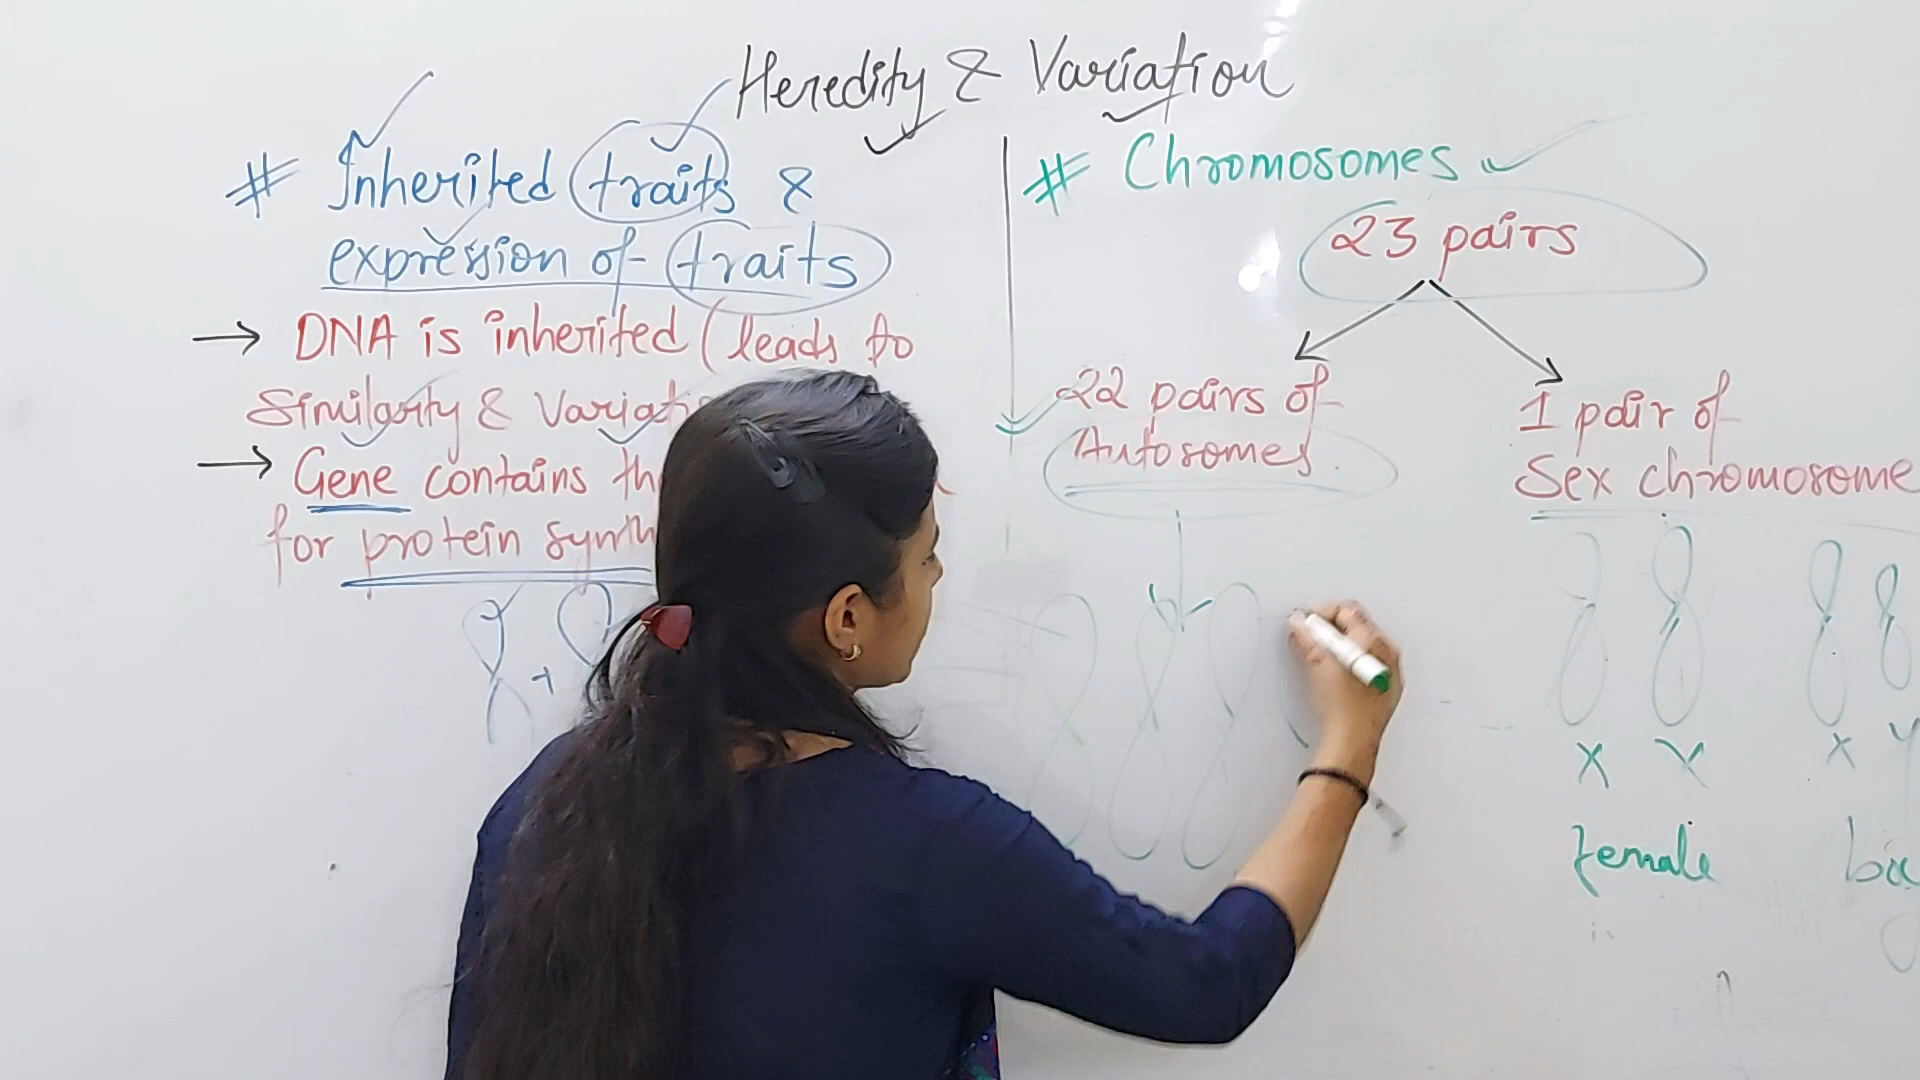 Heredity & Variation
# Inherited traits &
expression of traits
→ DNA is inherited (leads to
Similarity & Variati
→ Gene contains th
for protein synth
+
# Chromosomes
23 pairs
22 pairs of
Autosomes.
1 pair of
Sex chromosome
X X X Y
female